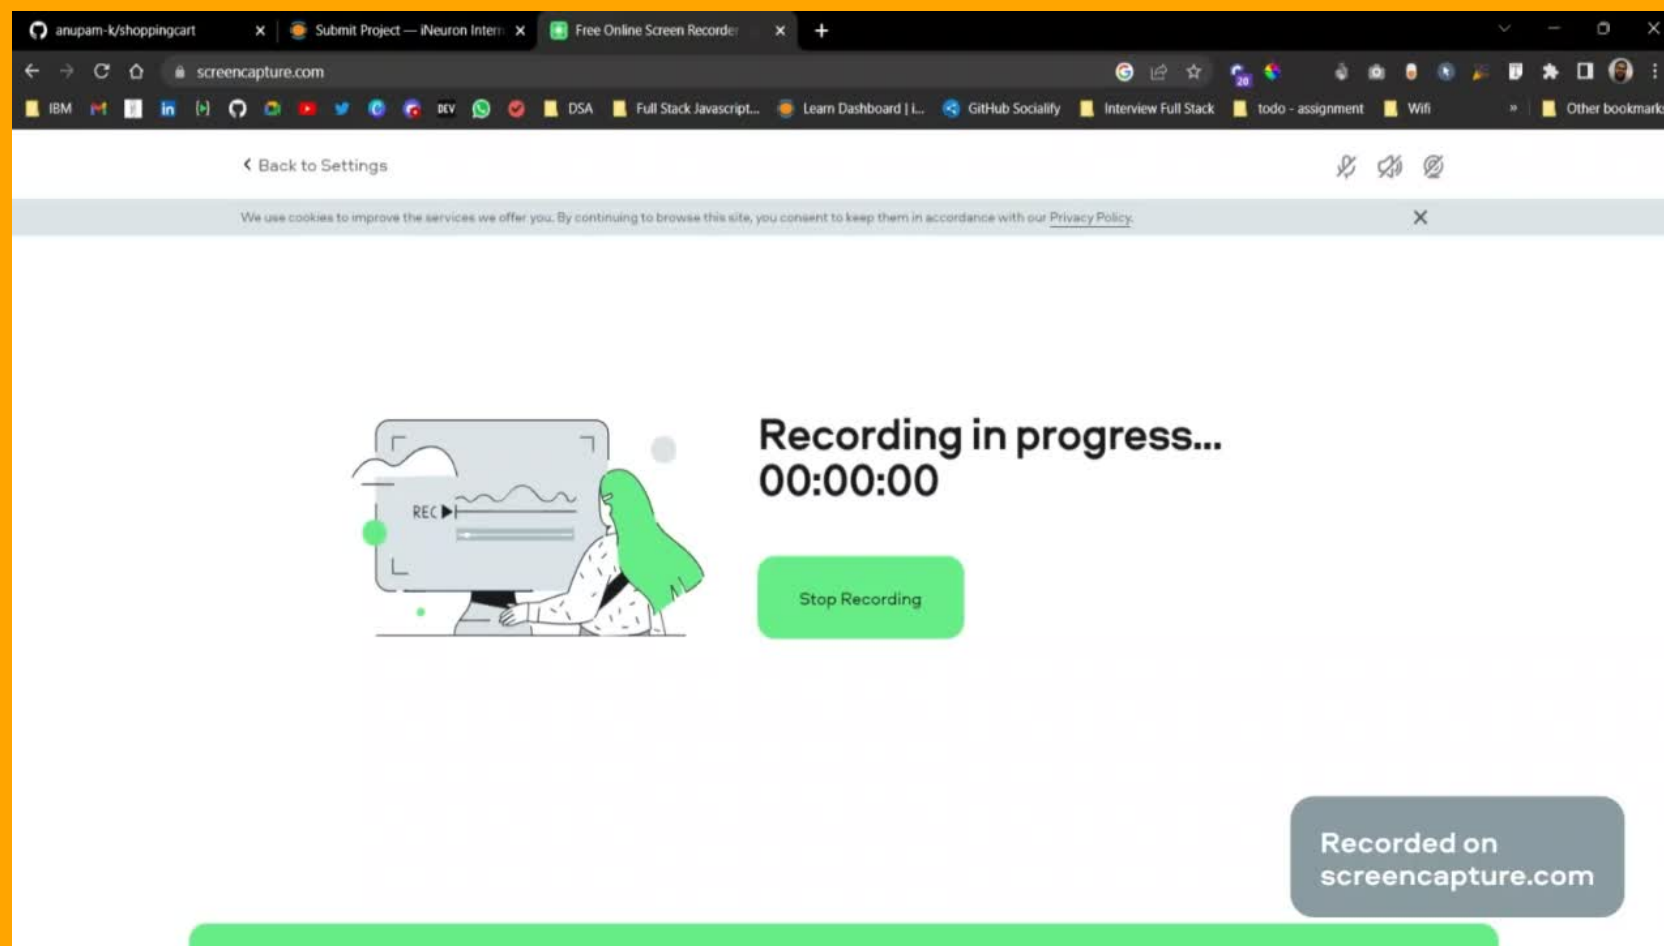 anupam-k/shoppingcart
Submit Project — iNeuron Intern
Free Online Screen Recorder
screencapture.com
20
IBM
in
DEV
DSA
Full Stack Javascript...
Learn Dashboard | i...
GitHub Socialify
Interview Full Stack
todo - assignment
Wifi
Other bookmarks
Back to Settings
We use cookies to improve the services we offer you. By continuing to browse this site, you consent to keep them in accordance with our Privacy Policy.
Recording in progress...
00:00:00
REC
Stop Recording
Recorded on
screencapture.com